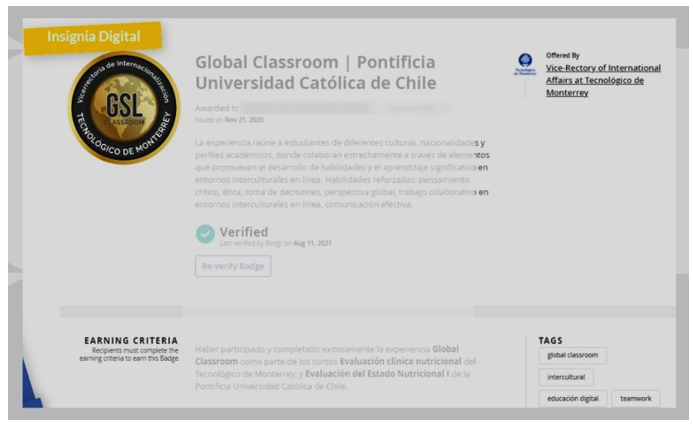 Insignia Digital
Vicerrectoría de Internacionalización
GSL
CLASSROOM
TECNOLÓGICO DE MONTERREY
Global Classroom | Pontificia
Universidad Católica de Chile
Awarded to
Issued on Nov 21, 2020
La experiencia reúne a estudiantes de diferentes culturas, nacionalidades y
perfiles académicos, donde colaboran estrechamente a través de elementos
que promueven el desarrollo de habilidades y el aprendizaje significativo en
entornos interculturales en línea. Habilidades reforzadas: pensamiento
crítico, ética, toma de decisiones, perspectiva global, trabajo colaborativo en
entornos interculturales en línea, comunicación efectiva.
Verified
Last verified by Badgr on Aug 11, 2021
Re-verify Badge
Tecnológico
de Monterrey
Offered By
Vice-Rectory of International
Affairs at Tecnológico de
Monterrey
EARNING CRITERIA
Recipients must complete the
earning criteria to earn this Badge
Haber participado y completado exitosamente la experiencia Global
Classroom como parte de los cursos Evaluación clínica nutricional del
Tecnológico de Monterrey, y Evaluación del Estado Nutricional I de la
Pontificia Universidad Católica de Chile.
TAGS
global classroom
intercultural
educación digital
teamwork